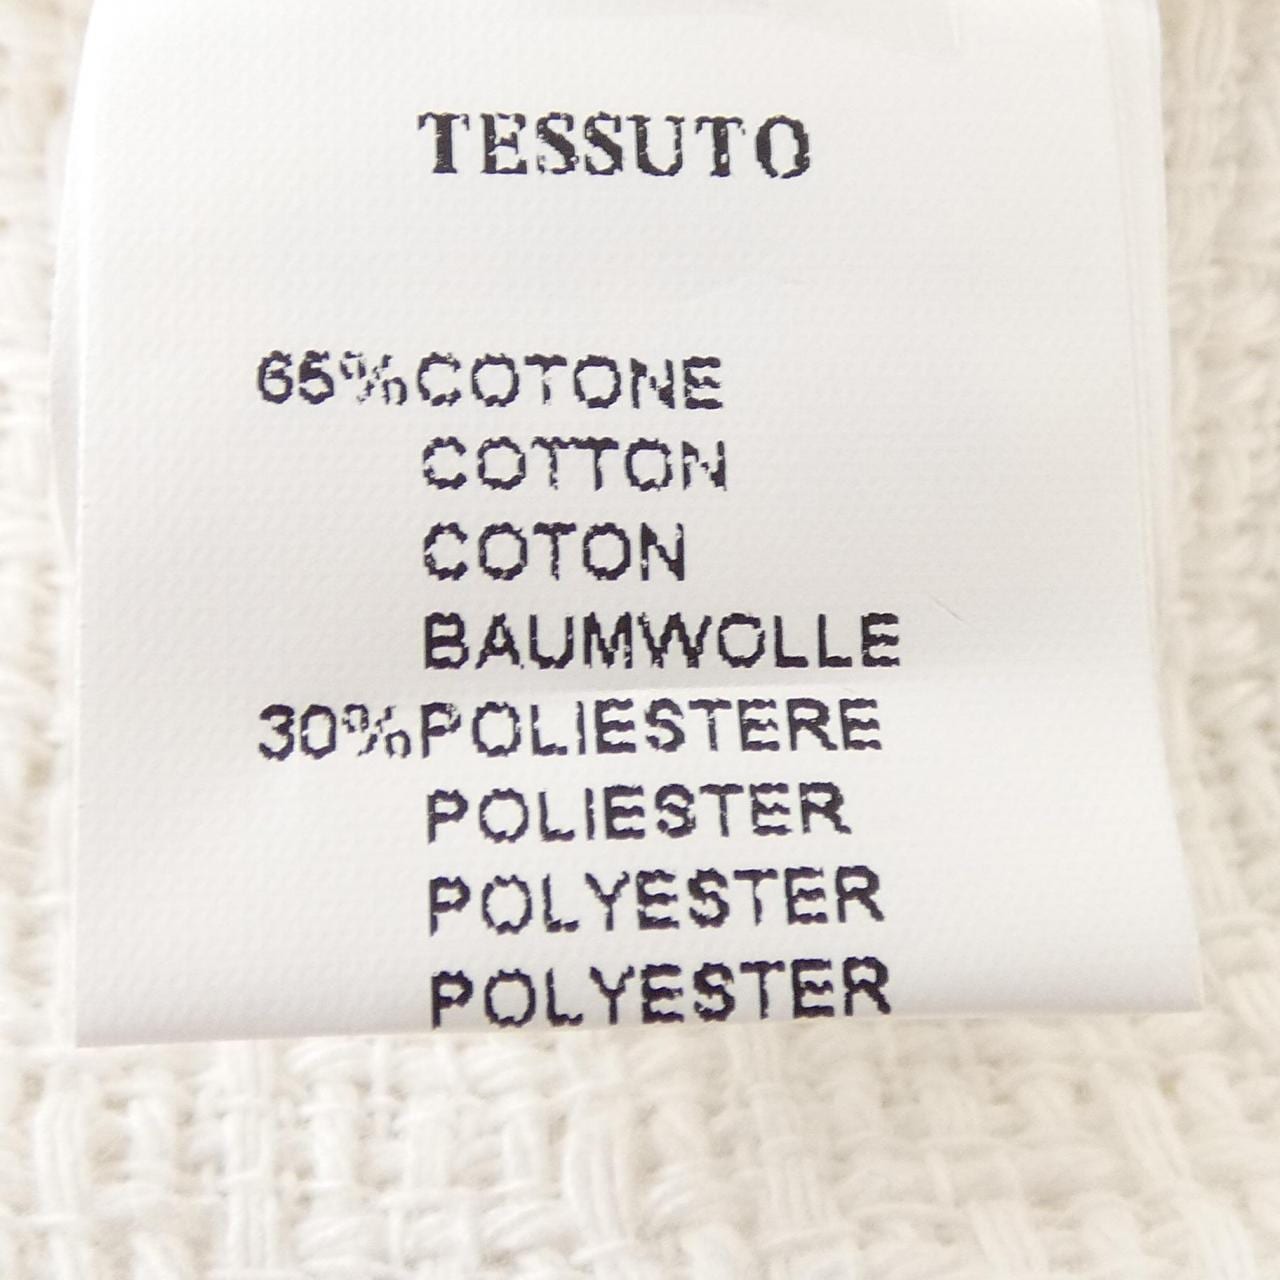 TESSUTO
65%COTONE
COTTON
COTON
BAUMWOLLE
30%POLIESTERE
POLIESTER
POLYESTER
POLYESTER